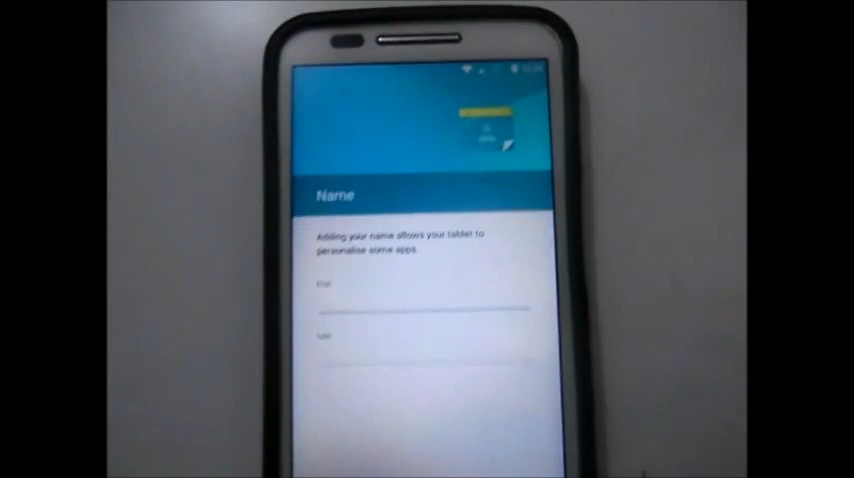 Name
Adding your name allows your tablet to
personalise some apps.
First
Last